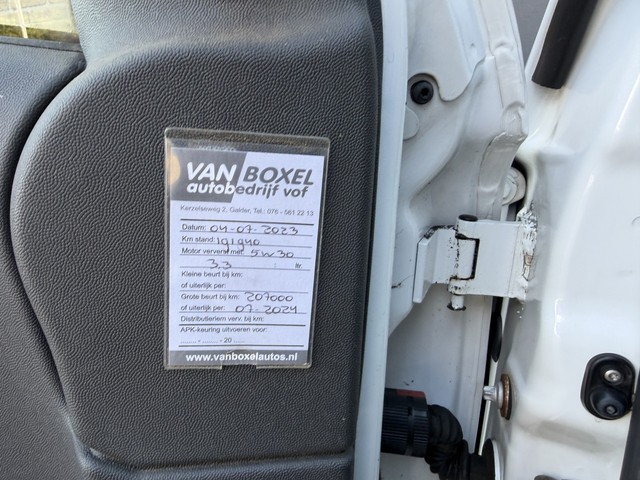 VAN BOXEL
autobedrijf vof
Kerzelseweg 2, Galder, Tel.: 076 - 561 22 13
Datum: 04-07-2023
Km stand: 191940
Motor ververst met: 5W30
3.3 ltr.
Kleine beurt bij km:
of uiterlijk per:
Grote beurt bij km: 207000
of uiterlijk per: 07-2024
Distributieriem verv. bij km:
APK-keuring uitvoeren voor:
- - 20
www.vanboxelautos.nl